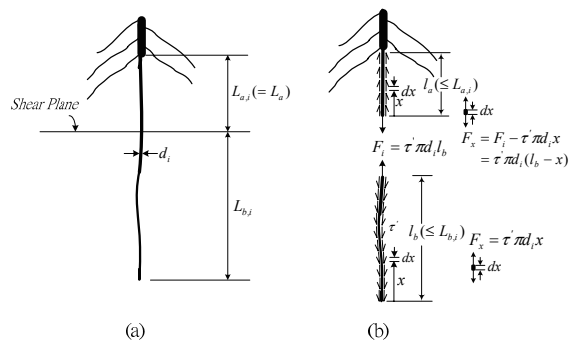 L_{a,i}(= L_a)
Shear Plane
d_i
L_{b,i}
(a)
dx
x
l_a(≤ L_{a,i})
dx
F_x = F_i − τ'πd_i x
= τ'πd_i(l_b − x)
F_i = τ'πd_i l_b
τ'
l_b(≤ L_{b,i})
F_x = τ'πd_i x
dx
x
dx
(b)